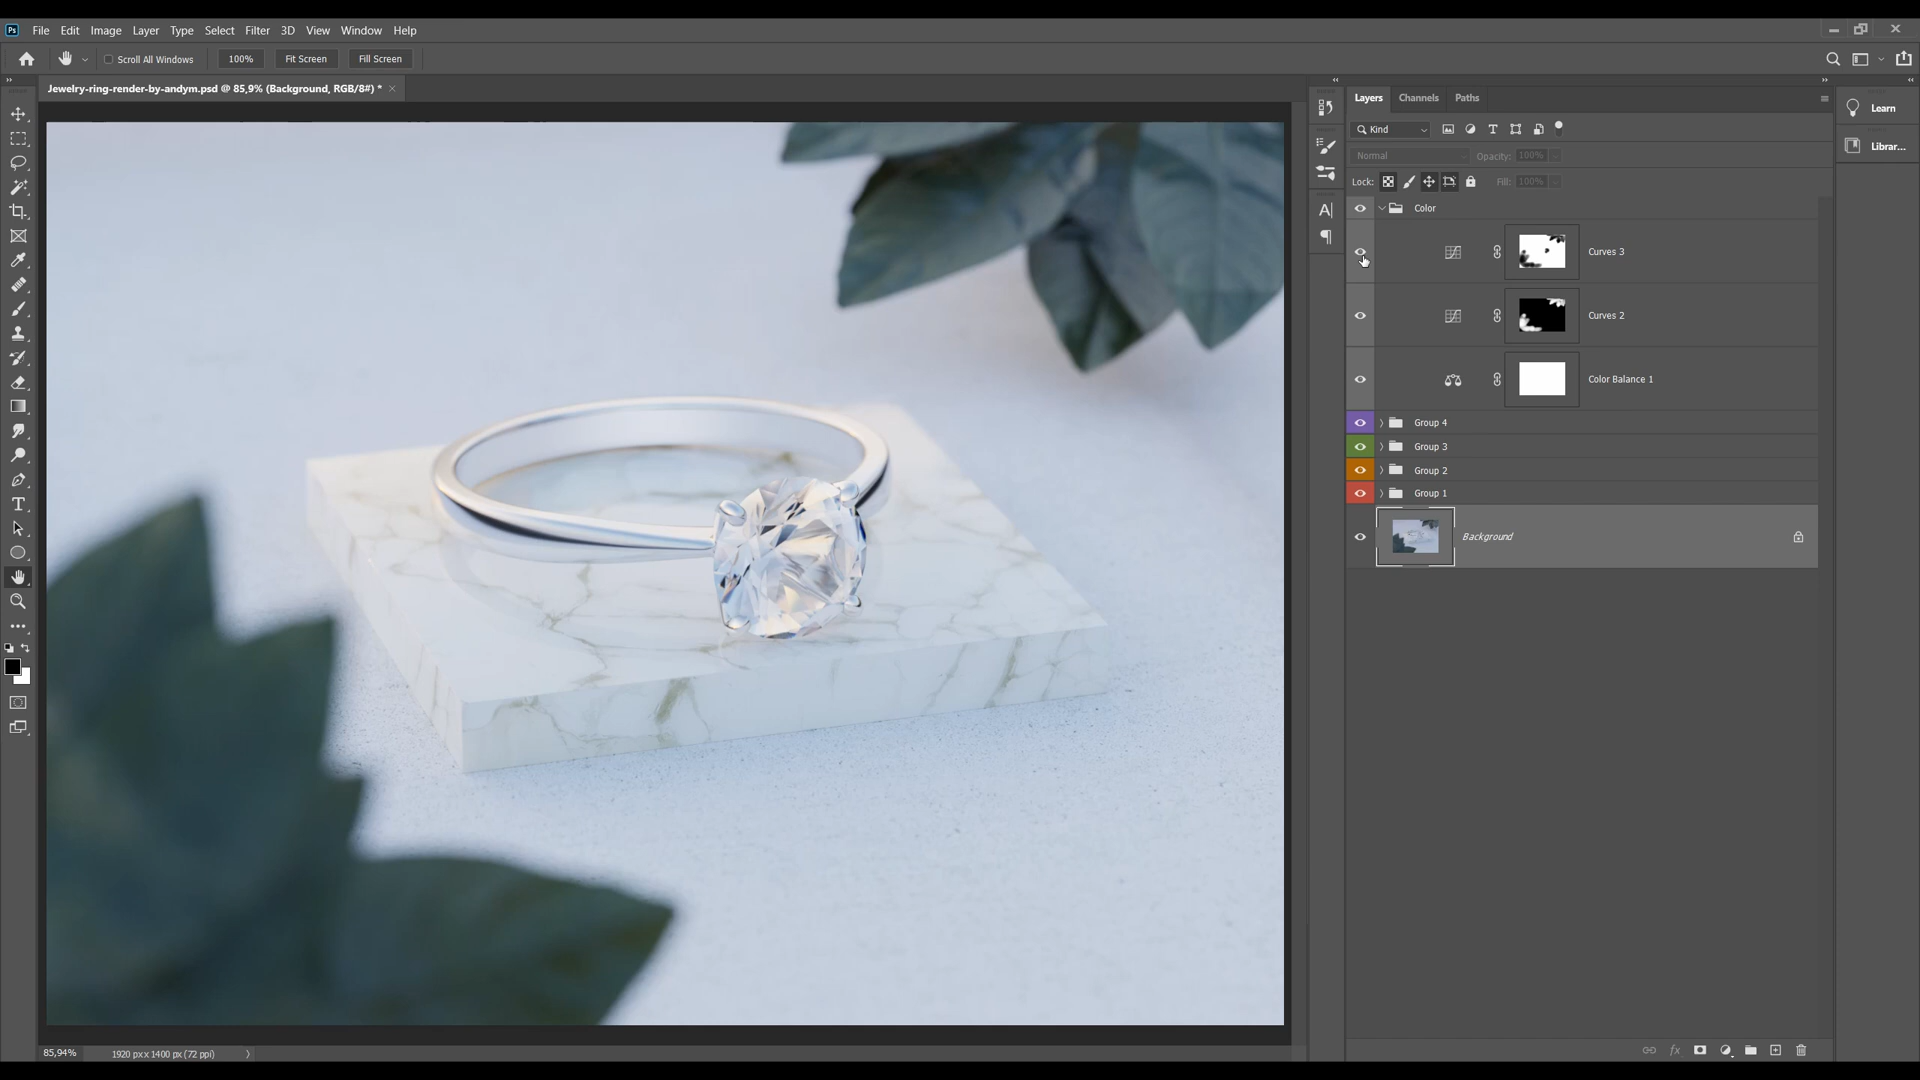 Ps File Edit Image Layer Type Select Filter 3D View Window Help
Scroll All Windows 100% Fit Screen Fill Screen
Jewelry-ring-render-by-andym.psd @ 85,9% (Background, RGB/8#) *
Layers Channels Paths
Learn
Kind
Librar...
Normal Opacity: 100%
Lock: Fill: 100%
Color
Curves 3
Curves 2
Color Balance 1
Group 4
Group 3
Group 2
Group 1
Background
85,94% 1920 px x 1400 px (72 ppi)